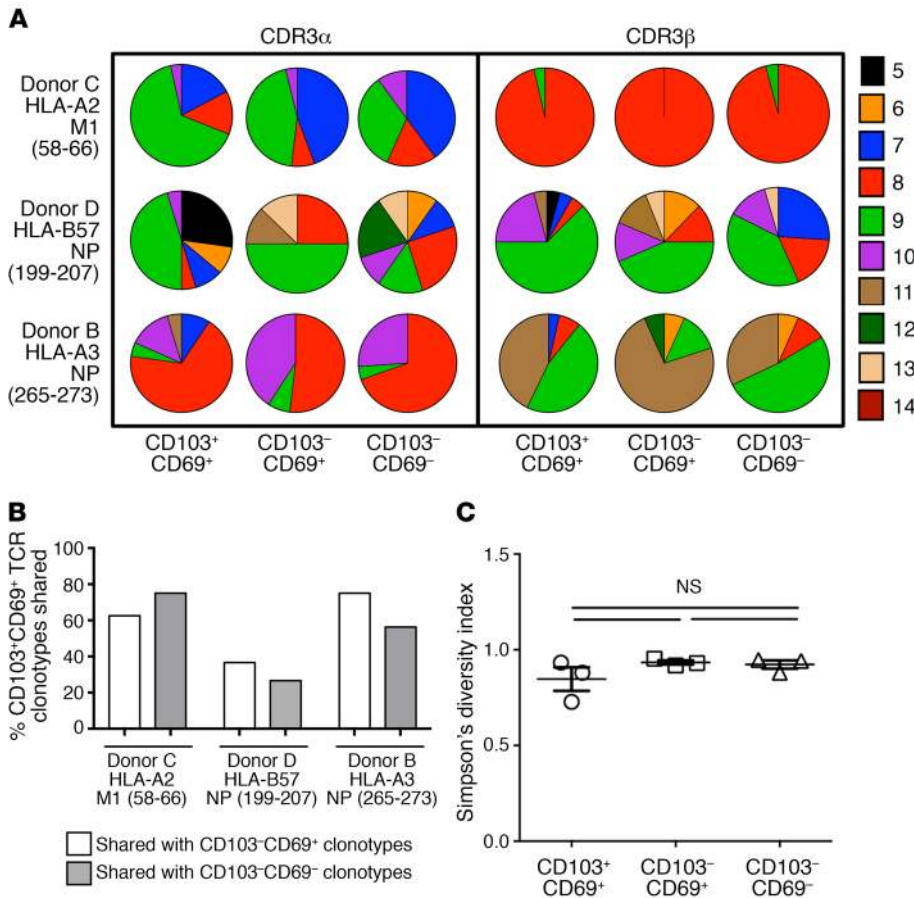 A
CDR3α
CDR3β
Donor C
HLA-A2
M1
(58-66)
Donor D
HLA-B57
NP
(199-207)
Donor B
HLA-A3
NP
(265-273)
CD103⁺
CD69⁺
CD103⁻
CD69⁺
CD103⁻
CD69⁻
CD103⁺
CD69⁺
CD103⁻
CD69⁺
CD103⁻
CD69⁻
5
6
7
8
9
10
11
12
13
14
B
% CD103⁺CD69⁺ TCR
clonotypes shared
100
80
60
40
20
0
Donor C
HLA-A2
M1 (58-66)
Donor D
HLA-B57
NP (199-207)
Donor B
HLA-A3
NP (265-273)
Shared with CD103⁻CD69⁺ clonotypes
Shared with CD103⁻CD69⁻ clonotypes
C
Simpson's diversity index
1.5
1.0
0.5
0.0
NS
CD103⁺
CD69⁺
CD103⁻
CD69⁺
CD103⁻
CD69⁻